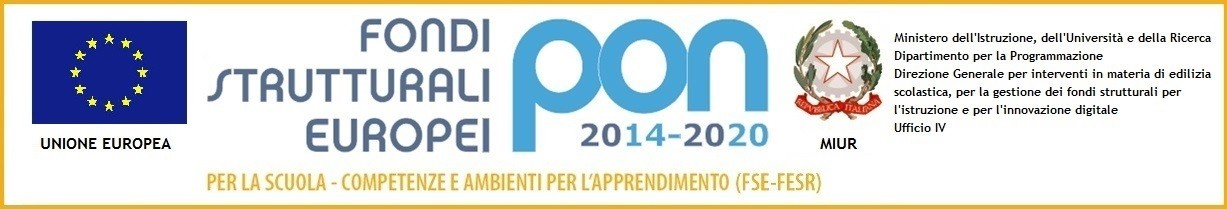 UNIONE EUROPEA
FONDI
STRUTTURALI
EUROPEI
pon
2014-2020
PER LA SCUOLA - COMPETENZE E AMBIENTI PER L'APPRENDIMENTO (FSE-FESR)
REPVBBLICA ITALIANA
MIUR
Ministero dell'Istruzione, dell'Università e della Ricerca
Dipartimento per la Programmazione
Direzione Generale per interventi in materia di edilizia
scolastica, per la gestione dei fondi strutturali per
l'istruzione e per l'innovazione digitale
Ufficio IV